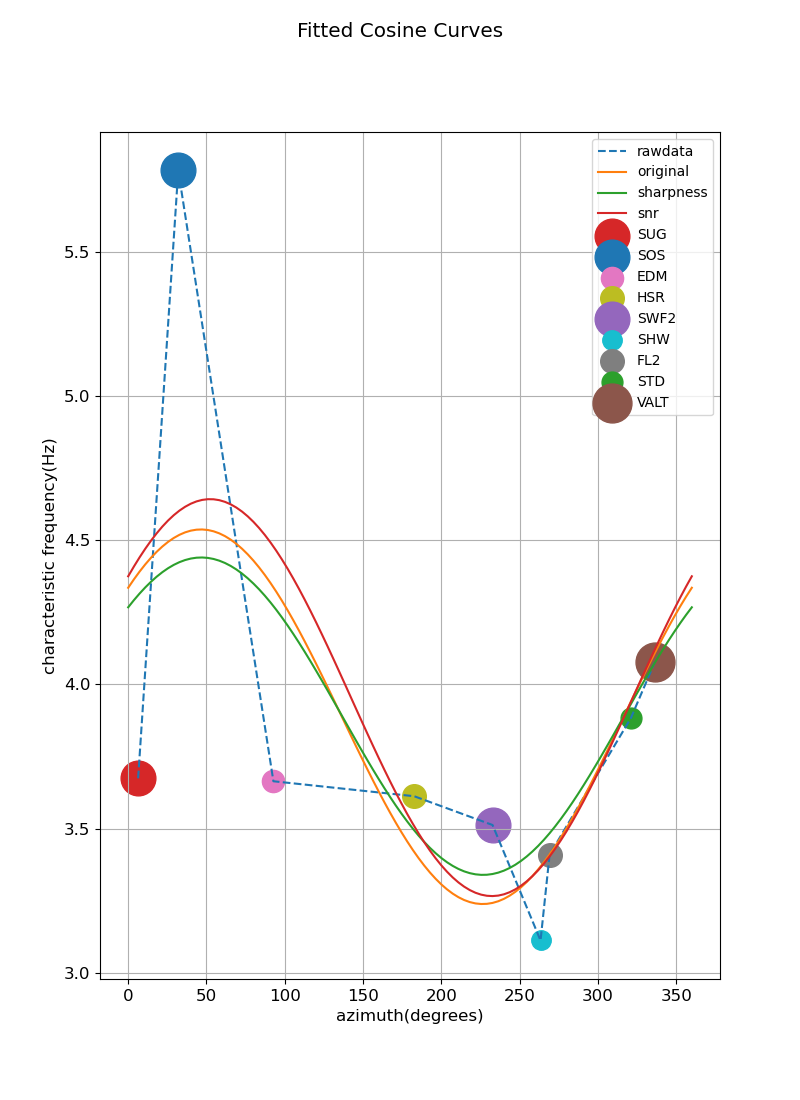 Fitted Cosine Curves
characteristic frequency(Hz)
5.5
5.0
4.5
4.0
3.5
3.0
rawdata
original
sharpness
snr
SUG
SOS
EDM
HSR
SWF2
SHW
FL2
STD
VALT
0 50 100 150 200 250 300 350
azimuth(degrees)